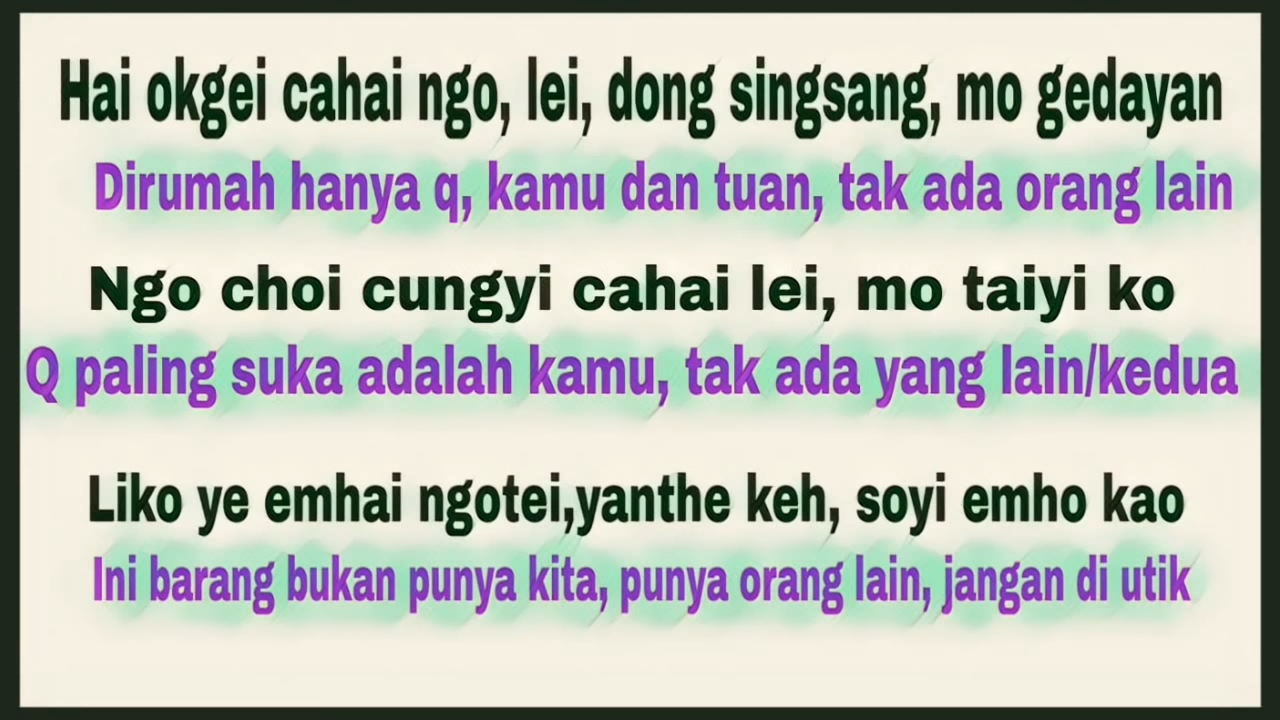 Hai okgei cahai ngo, lei, dong singsang, mo gedayan
Dirumah hanya q, kamu dan tuan, tak ada orang lain
Ngo choi cungyi cahai lei, mo taiyi ko
Q paling suka adalah kamu, tak ada yang lain/kedua
Liko ye emhai ngotei,yanthe keh, soyi emho kao
Ini barang bukan punya kita, punya orang lain, jangan di utik